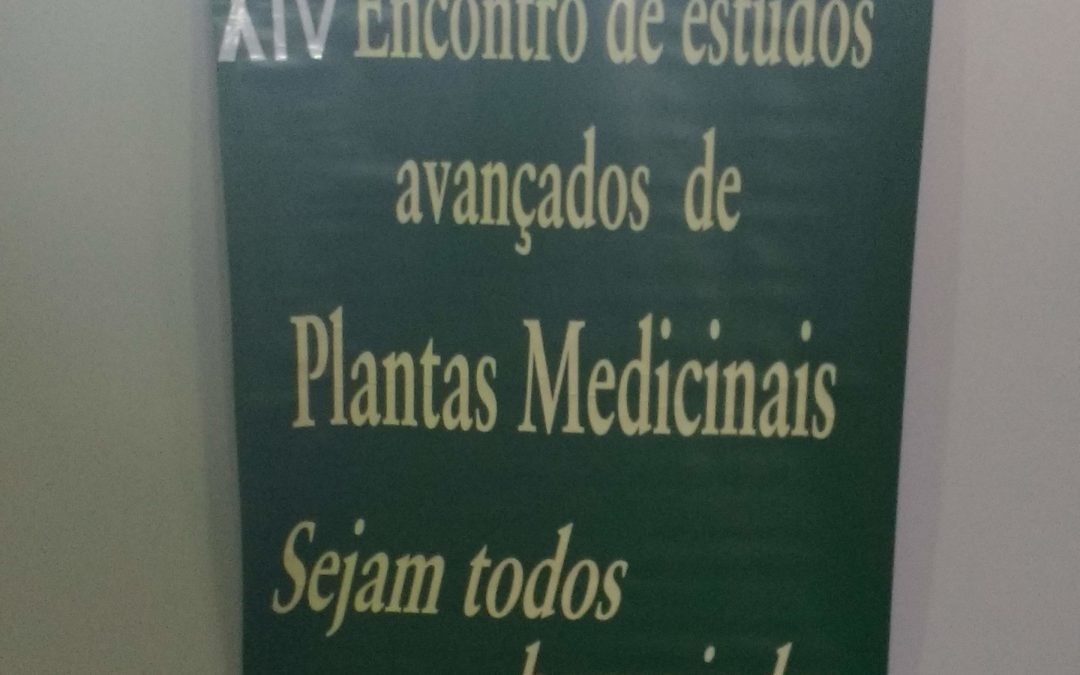 XIV Encontro de estudos
avançados de
Plantas Medicinais
Sejam todos